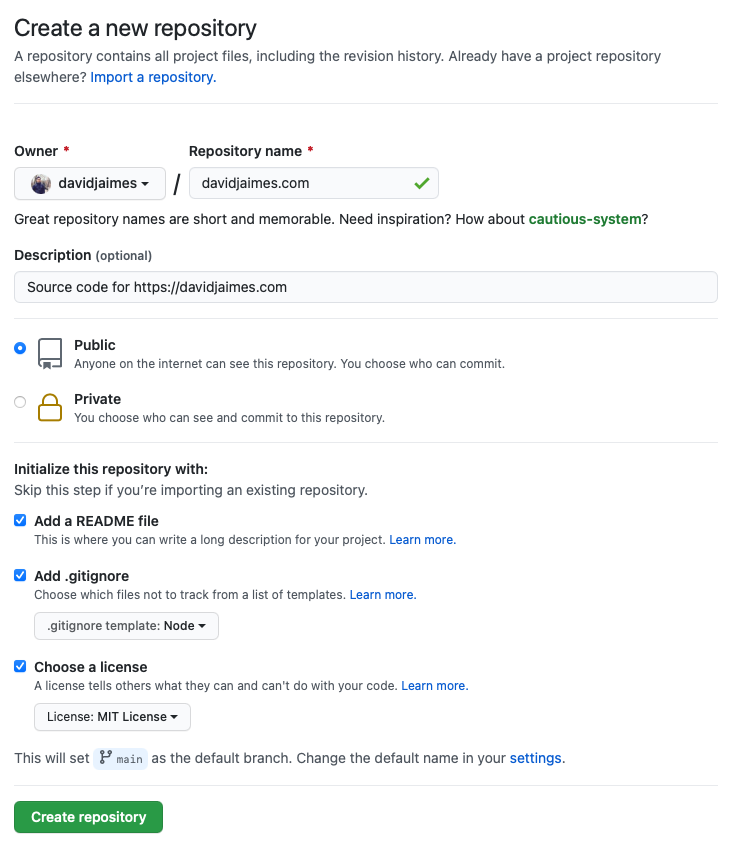 Create a new repository
A repository contains all project files, including the revision history. Already have a project repository
elsewhere? Import a repository.
Owner * Repository name *
davidjaimes / davidjaimes.com
Great repository names are short and memorable. Need inspiration? How about cautious-system?
Description (optional)
Source code for https://davidjaimes.com
Public
Anyone on the internet can see this repository. You choose who can commit.
Private
You choose who can see and commit to this repository.
Initialize this repository with:
Skip this step if you’re importing an existing repository.
Add a README file
This is where you can write a long description for your project. Learn more.
Add .gitignore
Choose which files not to track from a list of templates. Learn more.
.gitignore template: Node
Choose a license
A license tells others what they can and can't do with your code. Learn more.
License: MIT License
This will set main as the default branch. Change the default name in your settings.
Create repository